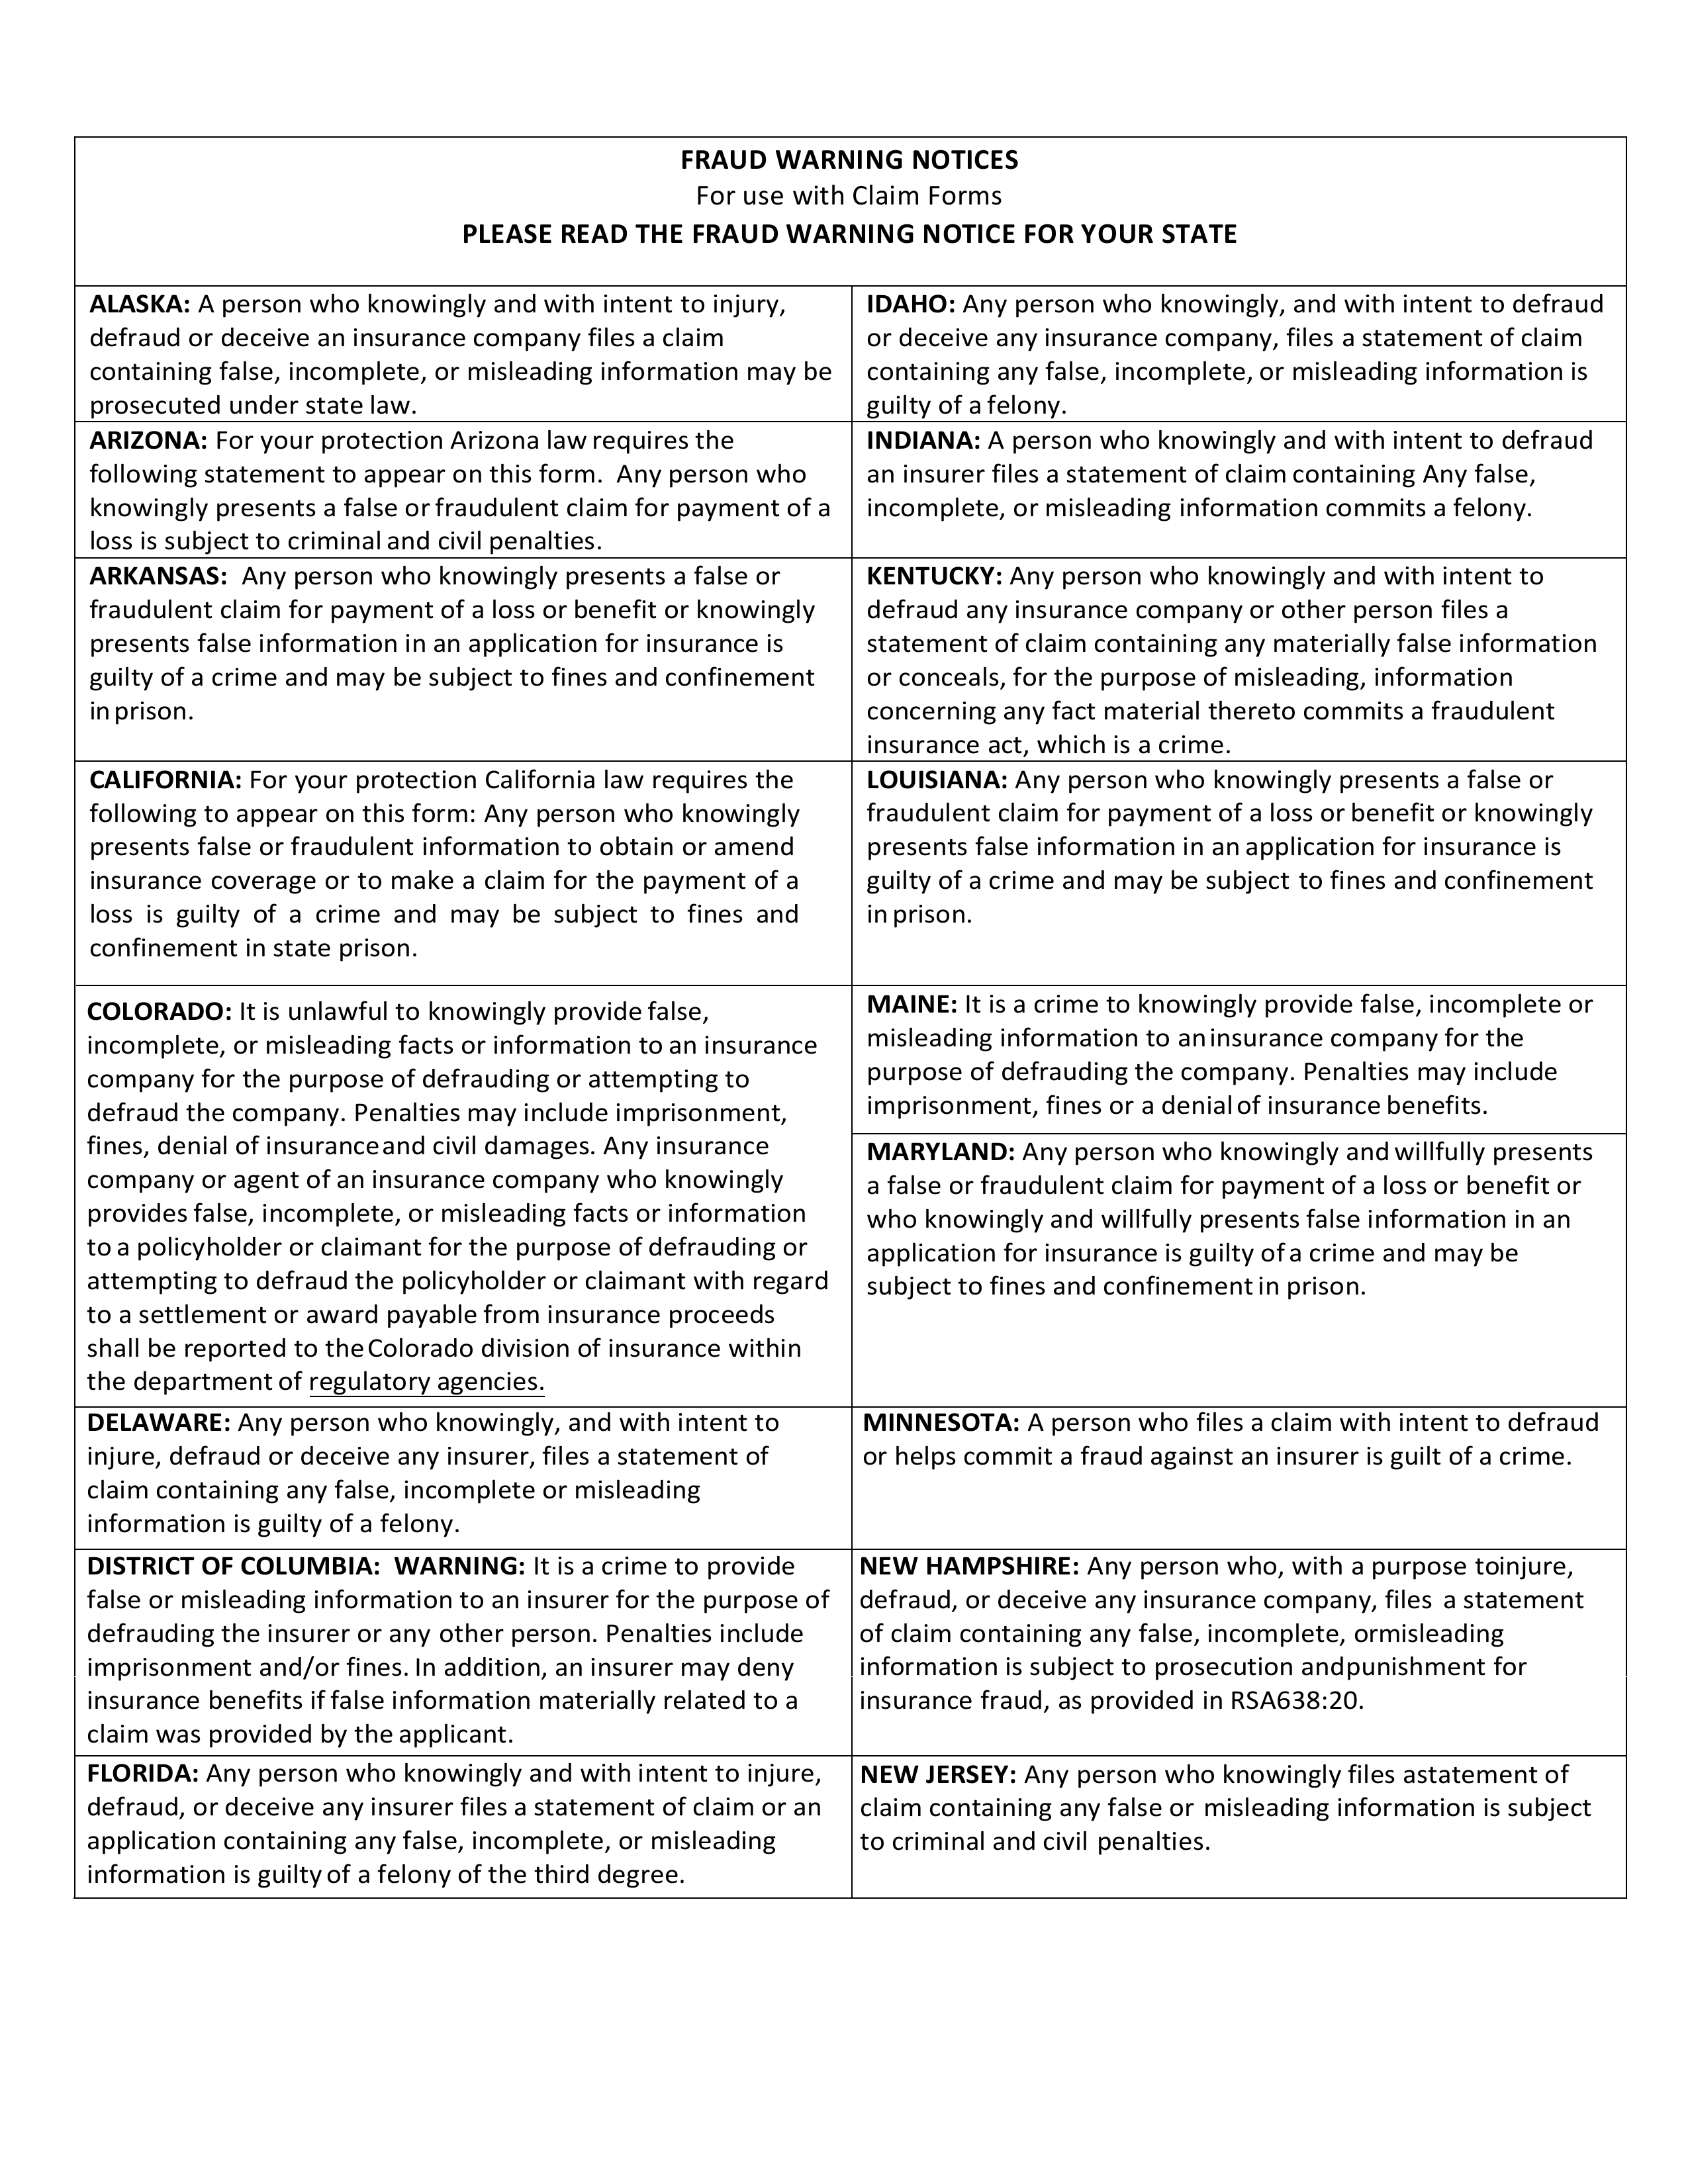 FRAUD WARNING NOTICES
For use with Claim Forms
PLEASE READ THE FRAUD WARNING NOTICE FOR YOUR STATE
ALASKA: A person who knowingly and with intent to injury,
defraud or deceive an insurance company files a claim
containing false, incomplete, or misleading information may be
prosecuted under state law.
IDAHO: Any person who knowingly, and with intent to defraud
or deceive any insurance company, files a statement of claim
containing any false, incomplete, or misleading information is
guilty of a felony.
ARIZONA: For your protection Arizona law requires the
following statement to appear on this form.  Any person who
knowingly presents a false or fraudulent claim for payment of a
loss is subject to criminal and civil penalties.
INDIANA: A person who knowingly and with intent to defraud
an insurer files a statement of claim containing Any false,
incomplete, or misleading information commits a felony.
ARKANSAS:  Any person who knowingly presents a false or
fraudulent claim for payment of a loss or benefit or knowingly
presents false information in an application for insurance is
guilty of a crime and may be subject to fines and confinement
in prison.
KENTUCKY: Any person who knowingly and with intent to
defraud any insurance company or other person files a
statement of claim containing any materially false information
or conceals, for the purpose of misleading, information
concerning any fact material thereto commits a fraudulent
insurance act, which is a crime.
CALIFORNIA: For your protection California law requires the
following to appear on this form: Any person who knowingly
presents false or fraudulent information to obtain or amend
insurance coverage or to make a claim for the payment of a
loss is guilty of a crime and may be subject to fines and
confinement in state prison.
LOUISIANA: Any person who knowingly presents a false or
fraudulent claim for payment of a loss or benefit or knowingly
presents false information in an application for insurance is
guilty of a crime and may be subject to fines and confinement
in prison.
COLORADO: It is unlawful to knowingly provide false,
incomplete, or misleading facts or information to an insurance
company for the purpose of defrauding or attempting to
defraud the company. Penalties may include imprisonment,
fines, denial of insurance and civil damages. Any insurance
company or agent of an insurance company who knowingly
provides false, incomplete, or misleading facts or information
to a policyholder or claimant for the purpose of defrauding or
attempting to defraud the policyholder or claimant with regard
to a settlement or award payable from insurance proceeds
shall be reported to the Colorado division of insurance within
the department of regulatory agencies.
MAINE: It is a crime to knowingly provide false, incomplete or
misleading information to an insurance company for the
purpose of defrauding the company. Penalties may include
imprisonment, fines or a denial of insurance benefits.
MARYLAND: Any person who knowingly and willfully presents
a false or fraudulent claim for payment of a loss or benefit or
who knowingly and willfully presents false information in an
application for insurance is guilty of a crime and may be
subject to fines and confinement in prison.
DELAWARE: Any person who knowingly, and with intent to
injure, defraud or deceive any insurer, files a statement of
claim containing any false, incomplete or misleading
information is guilty of a felony.
MINNESOTA: A person who files a claim with intent to defraud
or helps commit a fraud against an insurer is guilt of a crime.
DISTRICT OF COLUMBIA:  WARNING: It is a crime to provide
false or misleading information to an insurer for the purpose of
defrauding the insurer or any other person. Penalties include
imprisonment and/or fines. In addition, an insurer may deny
insurance benefits if false information materially related to a
claim was provided by the applicant.
NEW HAMPSHIRE: Any person who, with a purpose toinjure,
defraud, or deceive any insurance company, files a statement
of claim containing any false, incomplete, ormisleading
information is subject to prosecution andpunishment for
insurance fraud, as provided in RSA638:20.
FLORIDA: Any person who knowingly and with intent to injure,
defraud, or deceive any insurer files a statement of claim or an
application containing any false, incomplete, or misleading
information is guilty of a felony of the third degree.
NEW JERSEY: Any person who knowingly files astatement of
claim containing any false or misleading information is subject
to criminal and civil penalties.